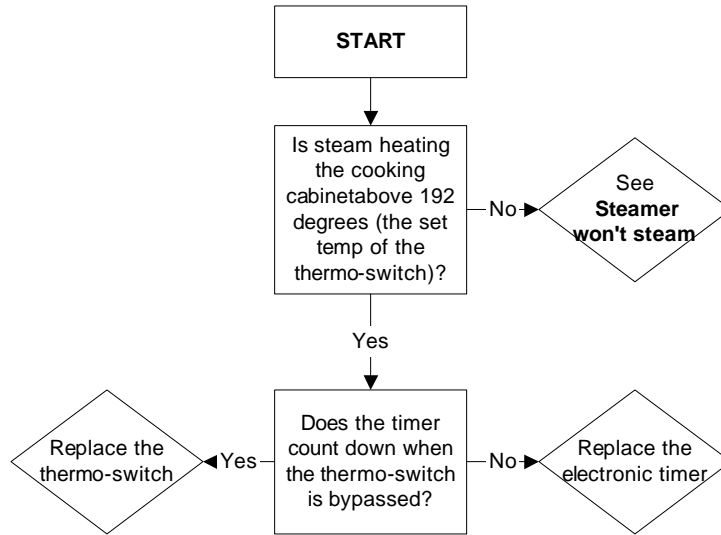 START
Is steam heating
the cooking
cabinetabove 192
degrees (the set
temp of the
thermo-switch)?
No
See
Steamer
won't steam
Yes
Does the timer
count down when
the thermo-switch
is bypassed?
Yes
Replace the
thermo-switch
No
Replace the
electronic timer